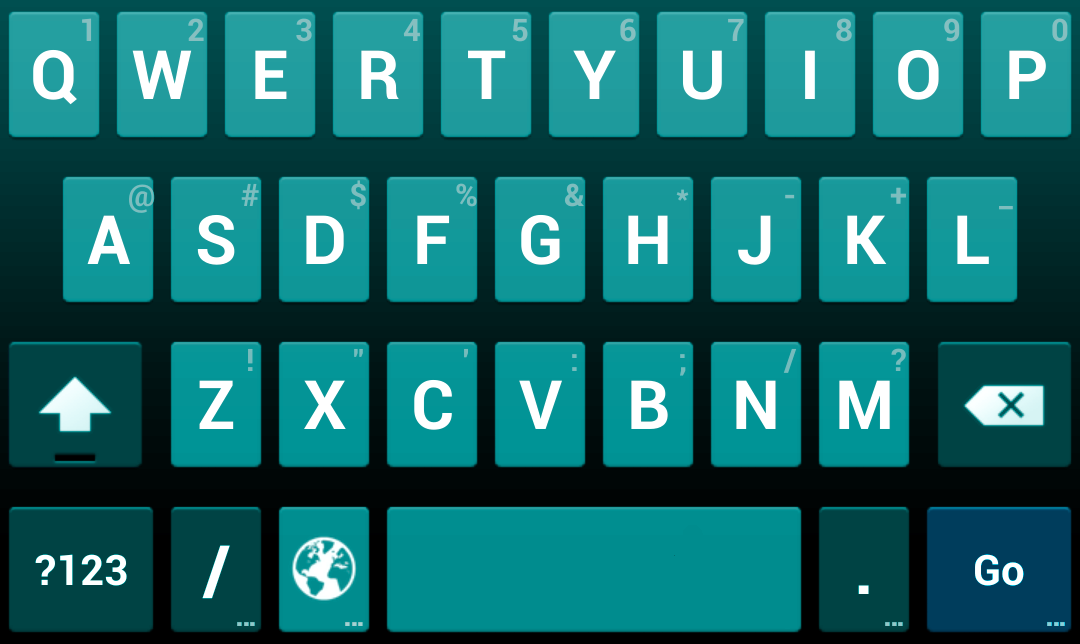 1 2 3 4 5 6 7 8 9 0
Q W E R T Y U I O P
@ # $ % & * - + _
A S D F G H J K L
! " ' : ; / ?
Z X C V B N M
?123 / . Go
... ... ... ...